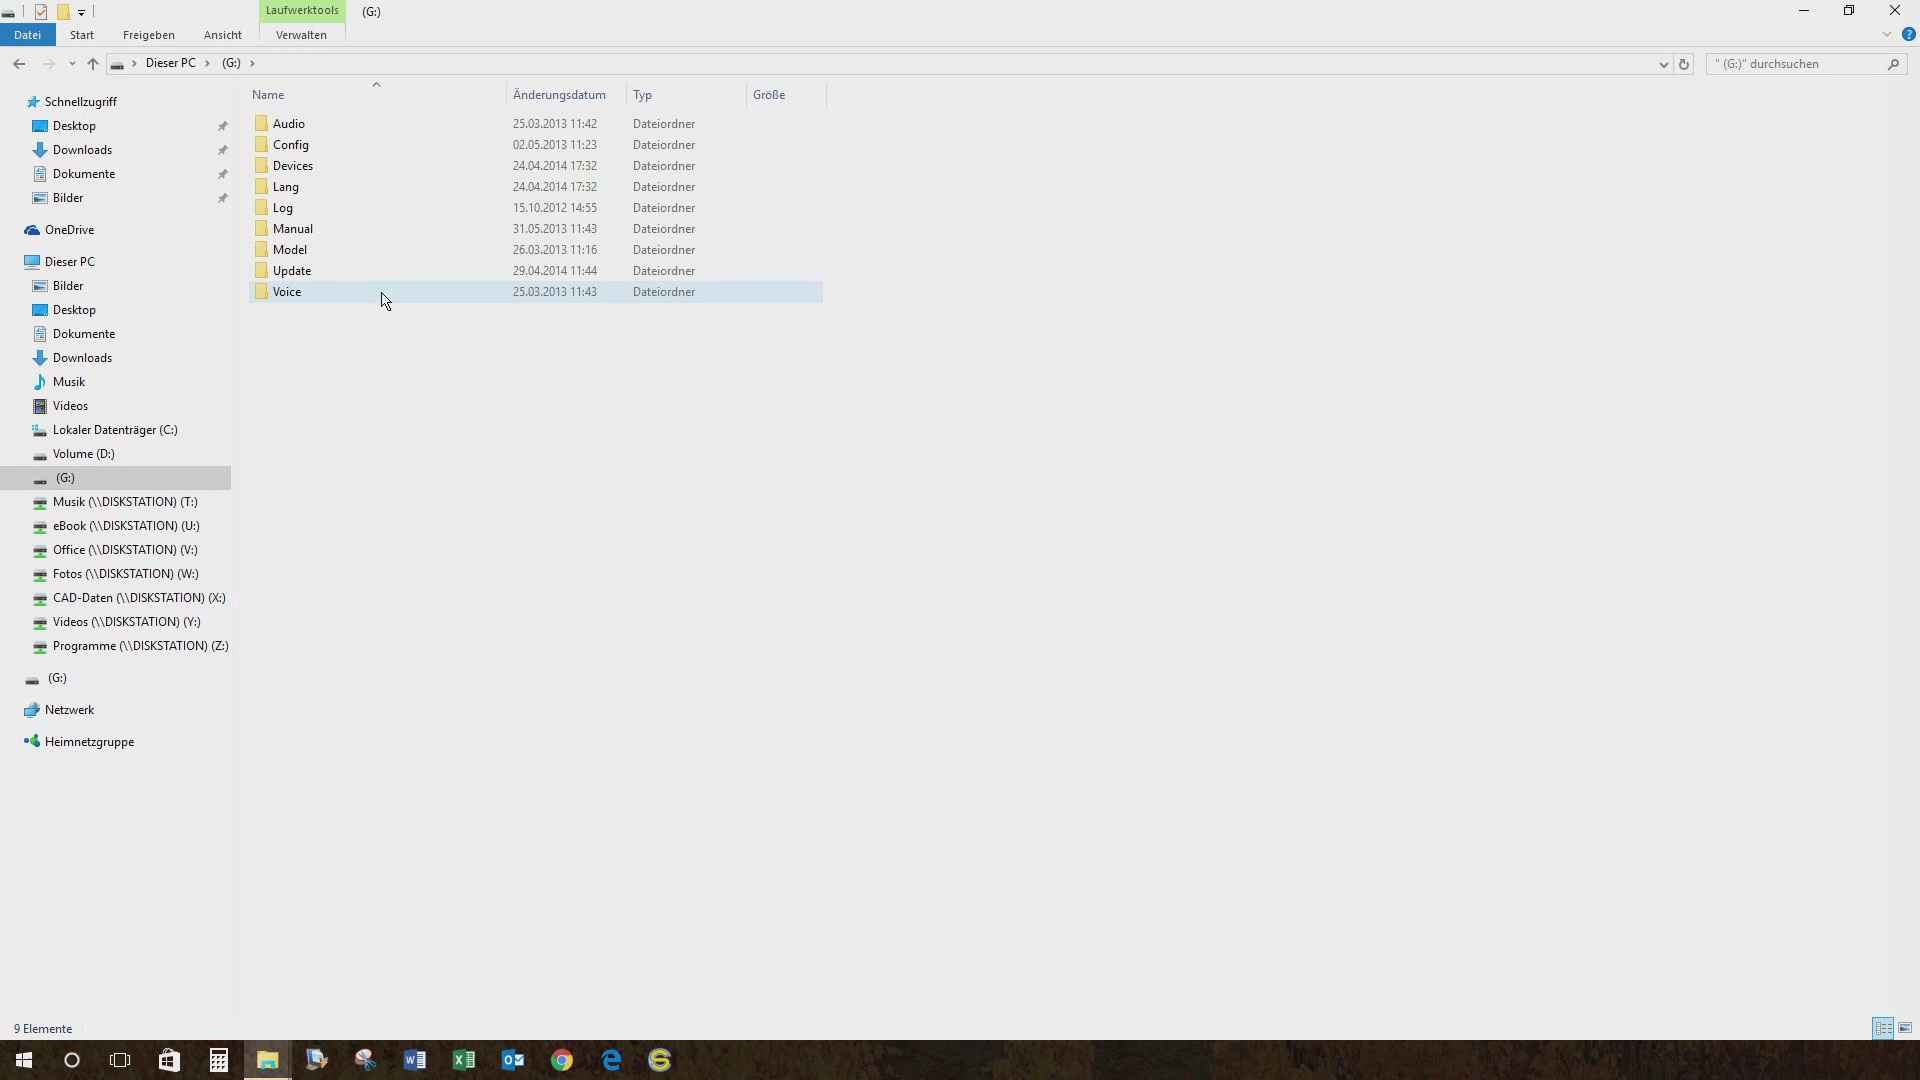 Laufwerktools (G:)
Datei Start Freigeben Ansicht Verwalten
Dieser PC (G:) " (G:)" durchsuchen
Schnellzugriff
Desktop
Downloads
Dokumente
Bilder
OneDrive
Dieser PC
Bilder
Desktop
Dokumente
Downloads
Musik
Videos
Lokaler Datenträger (C:)
Volume (D:)
(G:)
Musik (\\DISKSTATION) (T:)
eBook (\\DISKSTATION) (U:)
Office (\\DISKSTATION) (V:)
Fotos (\\DISKSTATION) (W:)
CAD-Daten (\\DISKSTATION) (X:)
Videos (\\DISKSTATION) (Y:)
Programme (\\DISKSTATION) (Z:)
(G:)
Netzwerk
Heimnetzgruppe
Name Änderungsdatum Typ Größe
Audio 25.03.2013 11:42 Dateiordner
Config 02.05.2013 11:23 Dateiordner
Devices 24.04.2014 17:32 Dateiordner
Lang 24.04.2014 17:32 Dateiordner
Log 15.10.2012 14:55 Dateiordner
Manual 31.05.2013 11:43 Dateiordner
Model 26.03.2013 11:16 Dateiordner
Update 29.04.2014 11:44 Dateiordner
Voice 25.03.2013 11:43 Dateiordner
9 Elemente